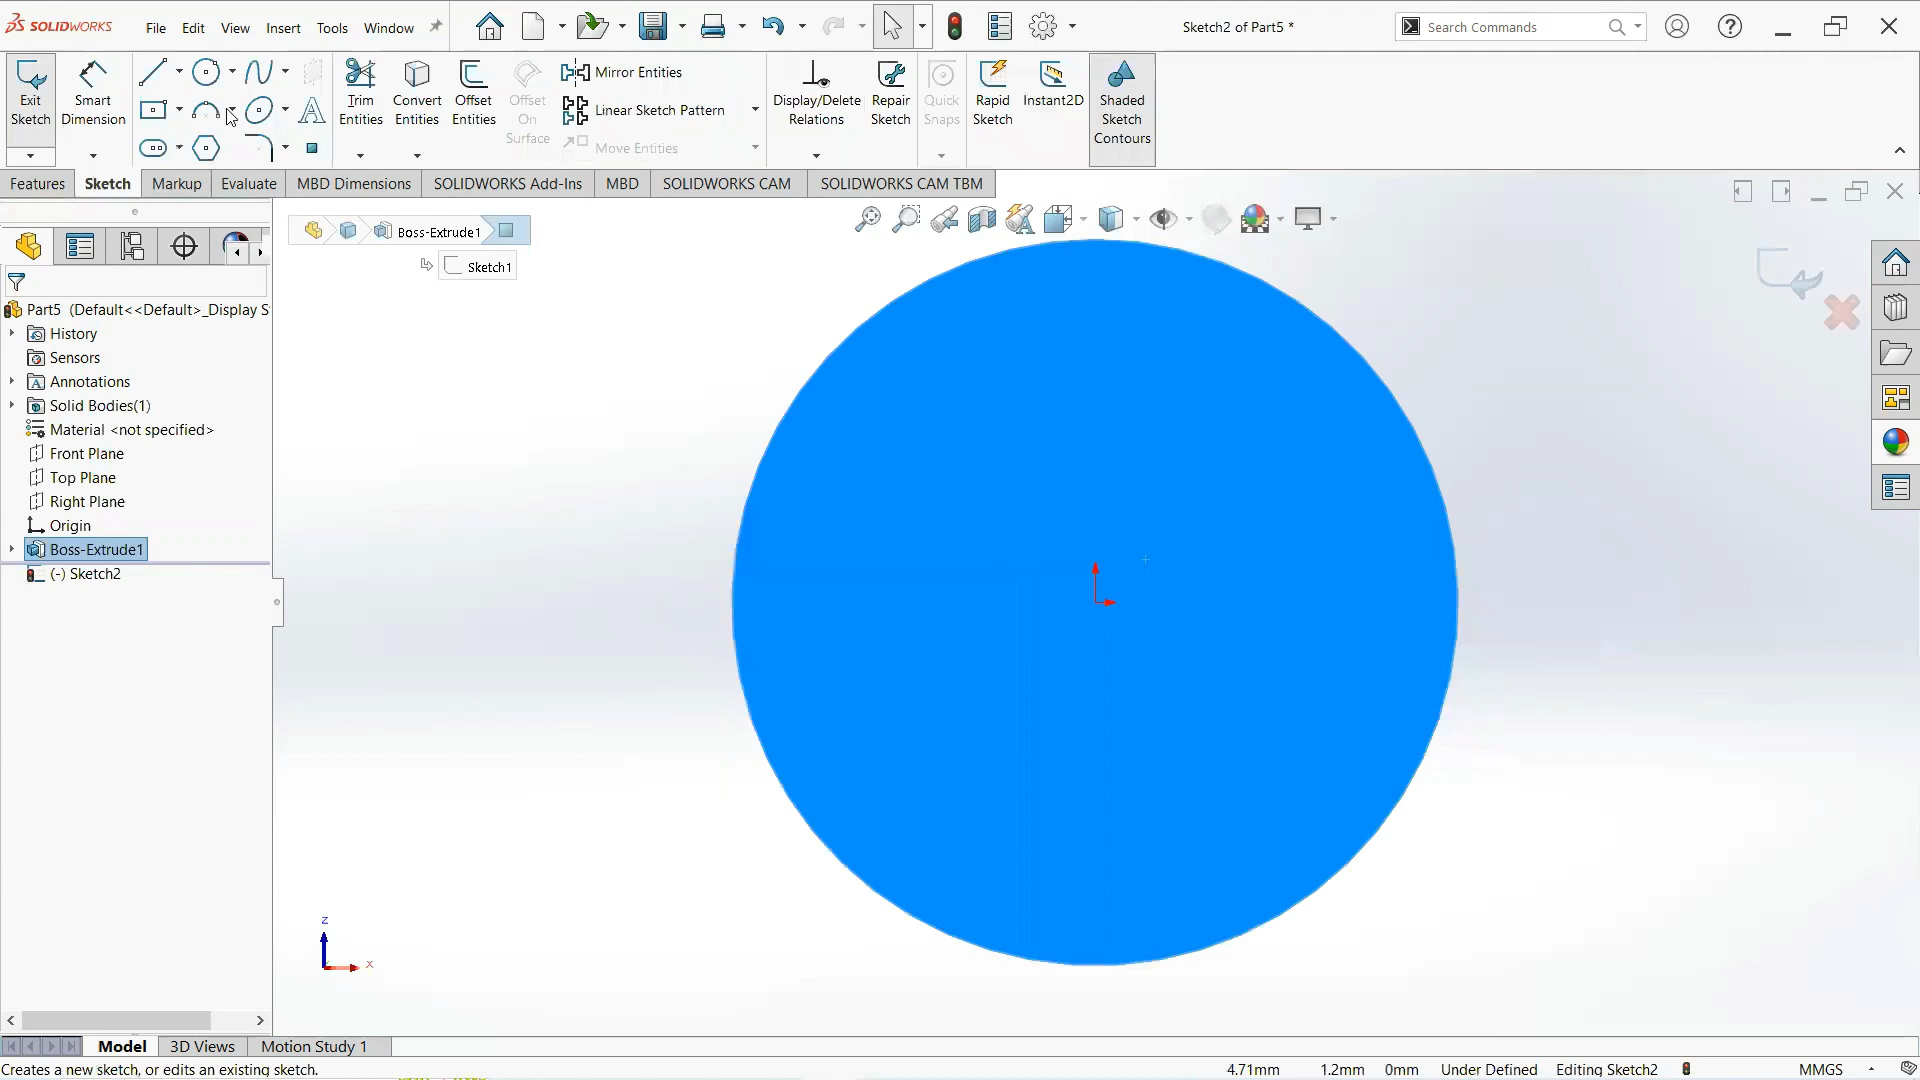 SOLIDWORKS
File
Edit
View
Insert
Tools
Window
Sketch2 of Part5 *
Search Commands
Exit
Sketch
Smart
Dimension
Trim
Entities
Convert
Entities
Offset
Entities
Offset
On
Surface
Mirror Entities
Linear Sketch Pattern
Move Entities
Display/Delete
Relations
Repair
Sketch
Quick
Snaps
Rapid
Sketch
Instant2D
Shaded
Sketch
Contours
Features
Sketch
Markup
Evaluate
MBD Dimensions
SOLIDWORKS Add-Ins
MBD
SOLIDWORKS CAM
SOLIDWORKS CAM TBM
Boss-Extrude1
Sketch1
Part5 (Default<<Default>_Display S
History
Sensors
Annotations
Solid Bodies(1)
Material <not specified>
Front Plane
Top Plane
Right Plane
Origin
Boss-Extrude1
(-) Sketch2
z
x
Model
3D Views
Motion Study 1
Creates a new sketch, or edits an existing sketch.
4.71mm
1.2mm
0mm
Under Defined
Editing Sketch2
MMGS